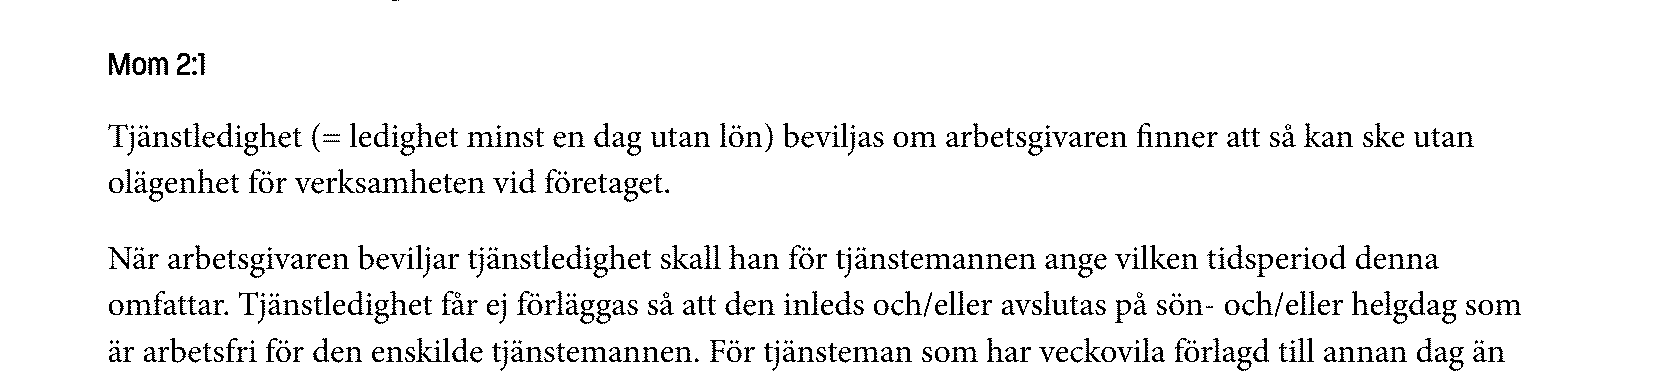 Mom 2:1
Tjänstledighet (= ledighet minst en dag utan lön) beviljas om arbetsgivaren finner att så kan ske utan
olägenhet för verksamheten vid företaget.
När arbetsgivaren beviljar tjänstledighet skall han för tjänstemannen ange vilken tidsperiod denna
omfattar. Tjänstledighet får ej förläggas så att den inleds och/eller avslutas på sön- och/eller helgdag som
är arbetsfri för den enskilde tjänstemannen. För tjänsteman som har veckovila förlagd till annan dag än